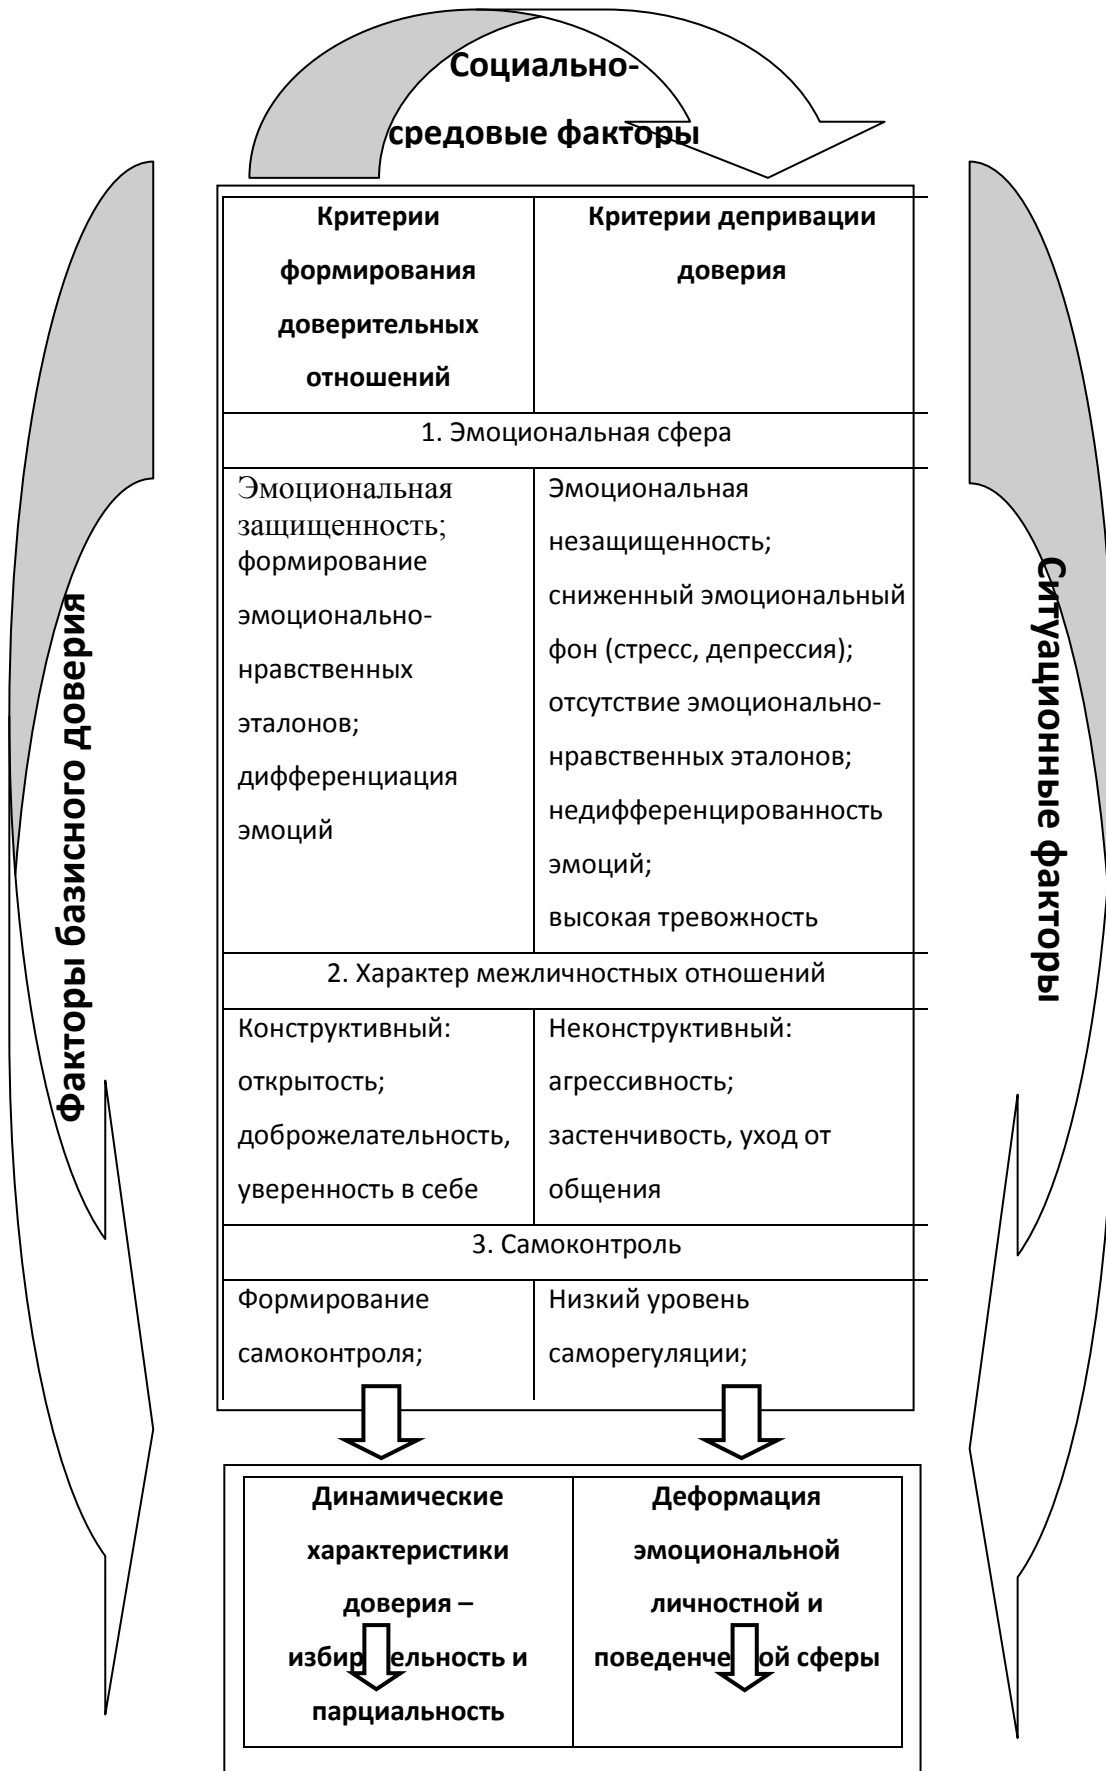 Социально-
средовые факторы
Факторы базисного доверия
Ситуационные факторы
Критерии
формирования
доверительных
отношений
Критерии депривации
доверия
1. Эмоциональная сфера
Эмоциональная
защищенность;
формирование
эмоционально-
нравственных
эталонов;
дифференциация
эмоций
Эмоциональная
незащищенность;
сниженный эмоциональный
фон (стресс, депрессия);
отсутствие эмоционально-
нравственных эталонов;
недифференцированность
эмоций;
высокая тревожность
2. Характер межличностных отношений
Конструктивный:
открытость;
доброжелательность,
уверенность в себе
Неконструктивный:
агрессивность;
застенчивость, уход от
общения
3. Самоконтроль
Формирование
самоконтроля;
Низкий уровень
саморегуляции;
Динамические
характеристики
доверия –
избирательность и
парциальность
Деформация
эмоциональной
личностной и
поведенческой сферы